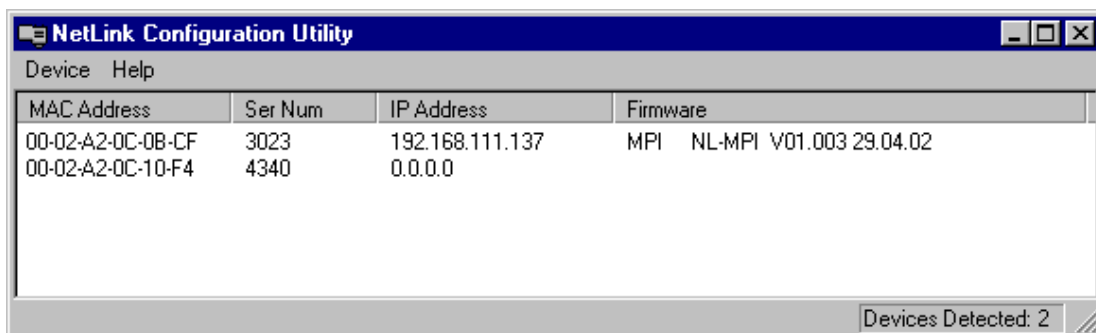 NetLink Configuration Utility
Device Help
MAC Address Ser Num IP Address Firmware
00-02-A2-0C-0B-CF 3023 192.168.111.137 MPI NL-MPI V01.003 29.04.02
00-02-A2-0C-10-F4 4340 0.0.0.0
Devices Detected: 2